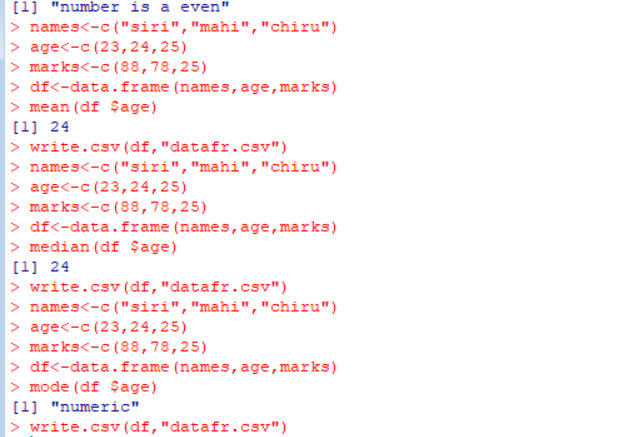 [1] "number is a even"
> names<-c("siri","mahi","chiru")
> age<-c(23,24,25)
> marks<-c(88,78,25)
> df<-data.frame(names,age,marks)
> mean(df $age)
[1] 24
> write.csv(df,"datafr.csv")
> names<-c("siri","mahi","chiru")
> age<-c(23,24,25)
> marks<-c(88,78,25)
> df<-data.frame(names,age,marks)
> median(df $age)
[1] 24
> write.csv(df,"datafr.csv")
> names<-c("siri","mahi","chiru")
> age<-c(23,24,25)
> marks<-c(88,78,25)
> df<-data.frame(names,age,marks)
> mode(df $age)
[1] "numeric"
> write.csv(df,"datafr.csv")